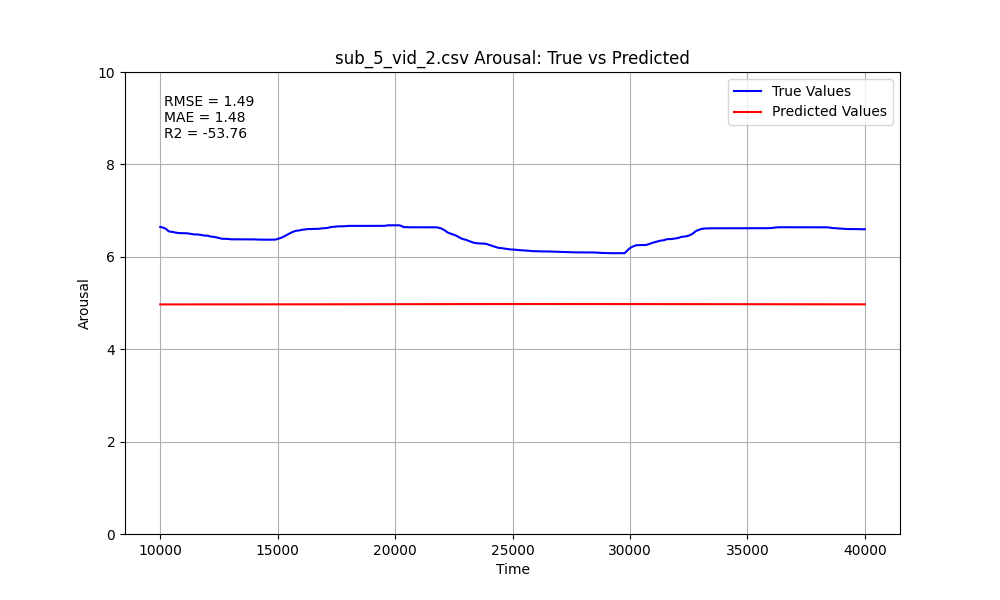 sub_5_vid_2.csv Arousal: True vs Predicted
RMSE = 1.49
MAE = 1.48
R2 = -53.76
True Values
Predicted Values
10
8
6
4
2
0
Arousal
10000 15000 20000 25000 30000 35000 40000
Time